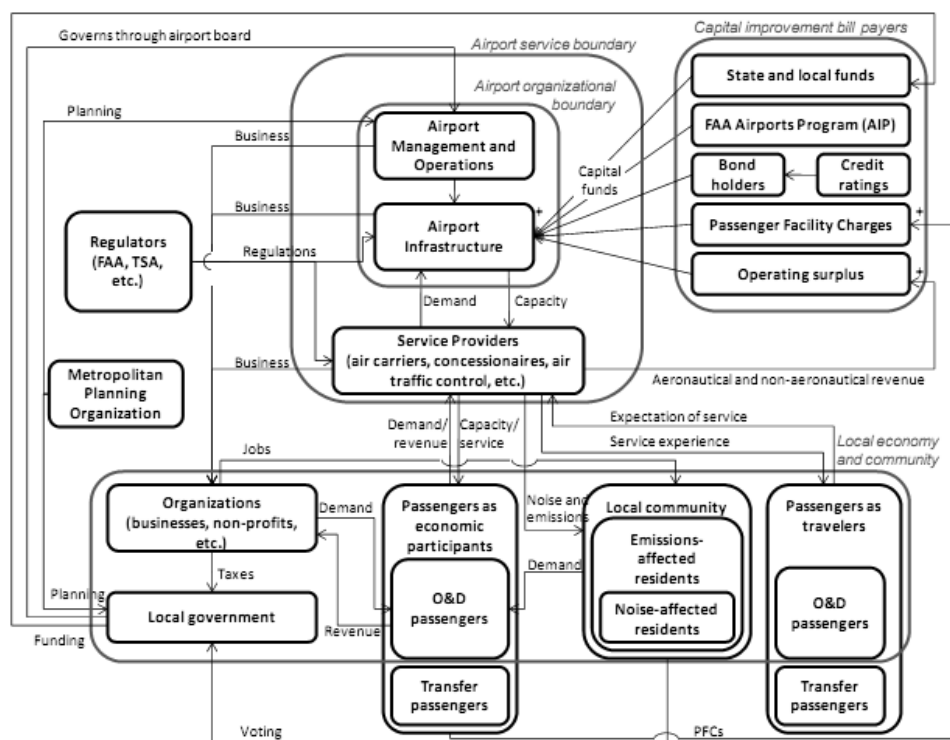 Governs through airport board
Airport service boundary
Capital improvement bill payers
State and local funds
Airport organizational
boundary
Planning
Airport
Management and
Operations
FAA Airports Program (AIP)
Business
Capital
funds
Bond
holders
Credit
ratings
Business
+
+
Airport
Infrastructure
Passenger Facility Charges
Regulators
(FAA, TSA,
etc.)
Regulations
Operating surplus
+
Demand
Capacity
Service Providers
(air carriers, concessionaires, air
traffic control, etc.)
Business
Aeronautical and non-aeronautical revenue
Metropolitan
Planning
Organization
Demand/
revenue
Capacity/
service
Expectation of service
Service experience
Local economy
and community
Jobs
Organizations
(businesses, non-profits,
etc.)
Demand
Passengers as
economic
participants
Noise and
emissions
Local community
Passengers as
travelers
Emissions-
affected
residents
Taxes
Demand
O&D
passengers
O&D
passengers
Planning
Local government
Noise-affected
residents
Funding
Revenue
Transfer
passengers
Transfer
passengers
Voting
PFCs